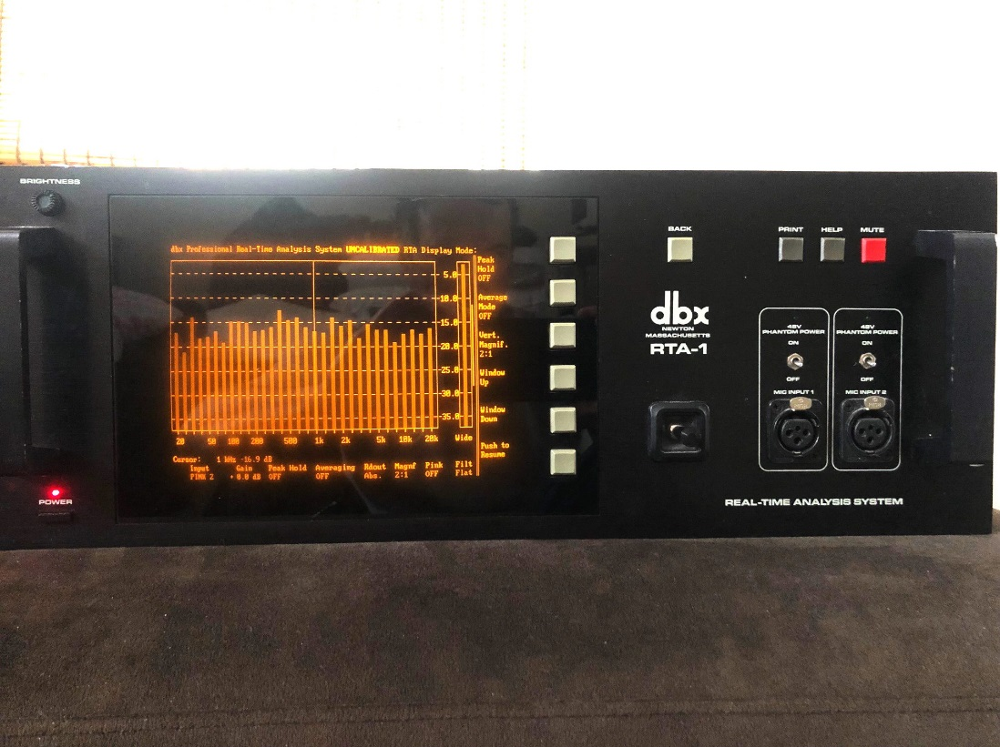 BRIGHTNESS
dbx Professional Real-Time Analysis System UNCALIBRATED RTA Display Mode:
Peak
Hold
OFF
Average
Mode
OFF
Vert.
Magnif.
2:1
Window
Up
Window
Down
Push to
Resume
5.0
-10.0
-15.0
-20.0
-25.0
-30.0
-35.0
20 50 100 200 500 1k 2k 5k 10k 20k Wide
Cursor: 1 kHz -16.9 dB
Input Gain Peak Hold Averaging Rdout Magnf Pink Filt
PINK 2 +0.0 dB OFF OFF Abs. 2:1 OFF Flat
POWER
BACK
PRINT HELP MUTE
dbx
NEWTON
MASSACHUSETTS
RTA-1
48V
PHANTOM POWER
ON
OFF
MIC INPUT 1
48V
PHANTOM POWER
ON
OFF
MIC INPUT 2
REAL-TIME ANALYSIS SYSTEM